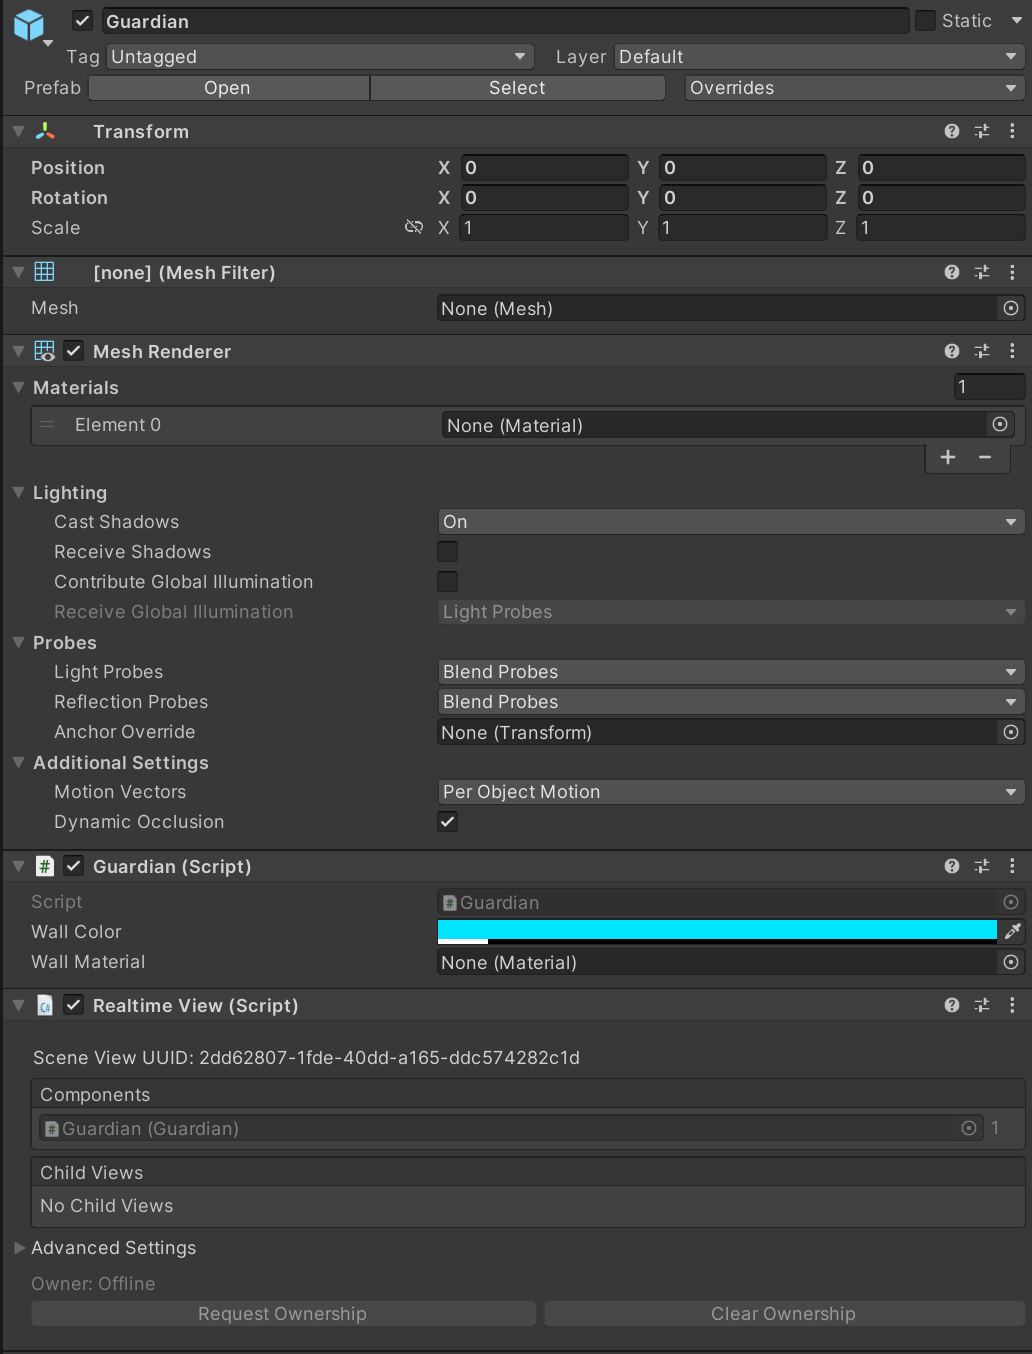 Guardian Static
Tag Untagged Layer Default
Prefab Open Select Overrides
Transform
Position X 0 Y 0 Z 0
Rotation X 0 Y 0 Z 0
Scale X 1 Y 1 Z 1
[none] (Mesh Filter)
Mesh None (Mesh)
Mesh Renderer
Materials 1
Element 0 None (Material)
Lighting
Cast Shadows On
Receive Shadows
Contribute Global Illumination
Receive Global Illumination Light Probes
Probes
Light Probes Blend Probes
Reflection Probes Blend Probes
Anchor Override None (Transform)
Additional Settings
Motion Vectors Per Object Motion
Dynamic Occlusion
# Guardian (Script)
Script # Guardian
Wall Color
Wall Material None (Material)
C# Realtime View (Script)
Scene View UUID: 2dd62807-1fde-40dd-a165-ddc574282c1d
Components
# Guardian (Guardian) 1
Child Views
No Child Views
Advanced Settings
Owner: Offline
Request Ownership Clear Ownership